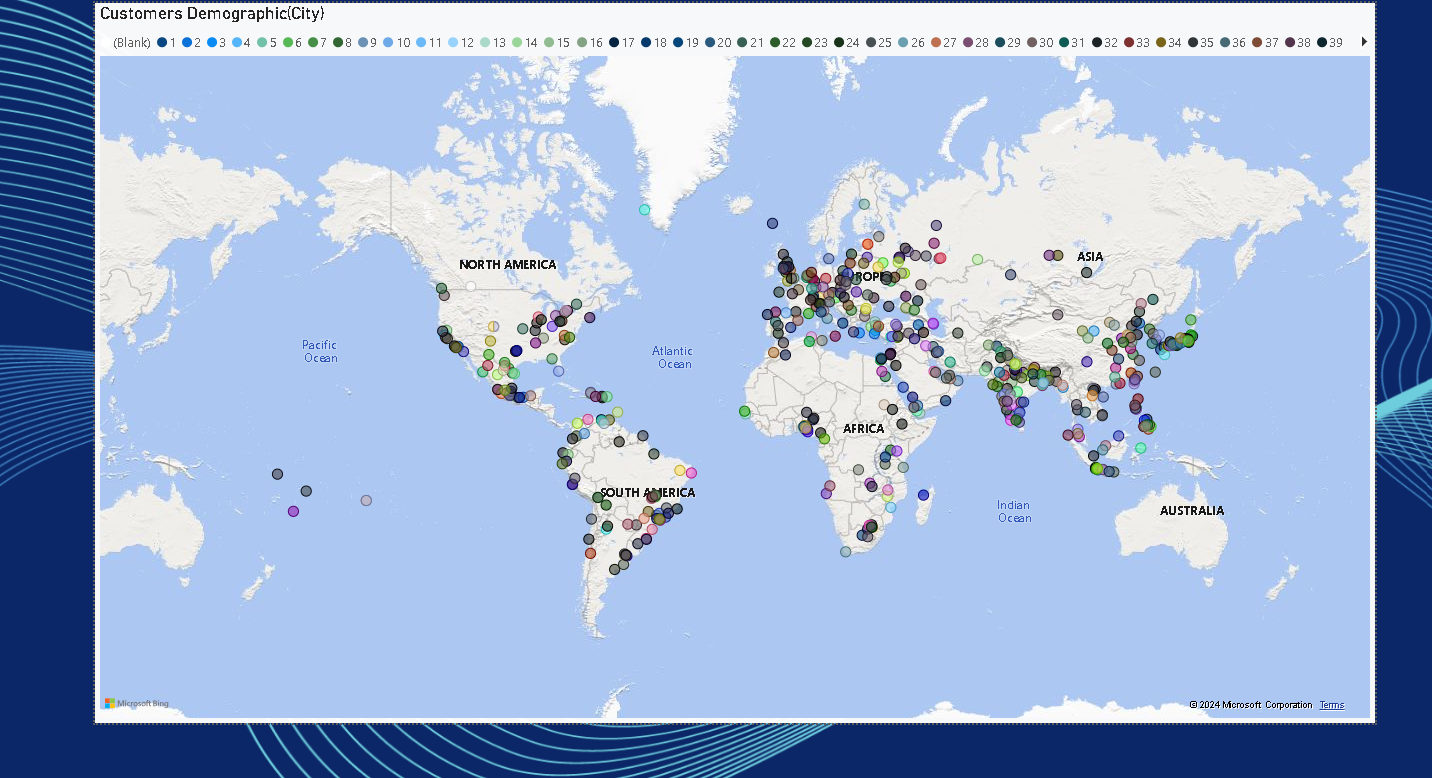 Customers Demographic(City)
(Blank) 1 2 3 4 5 6 7 8 9 10 11 12 13 14 15 16 17 18 19 20 21 22 23 24 25 26 27 28 29 30 31 32 33 34 35 36 37 38 39
NORTH AMERICA
ASIA
Pacific
Ocean
Atlantic
Ocean
AFRICA
SOUTH AMERICA
Indian
Ocean
AUSTRALIA
Microsoft Bing
© 2024 Microsoft Corporation Terms